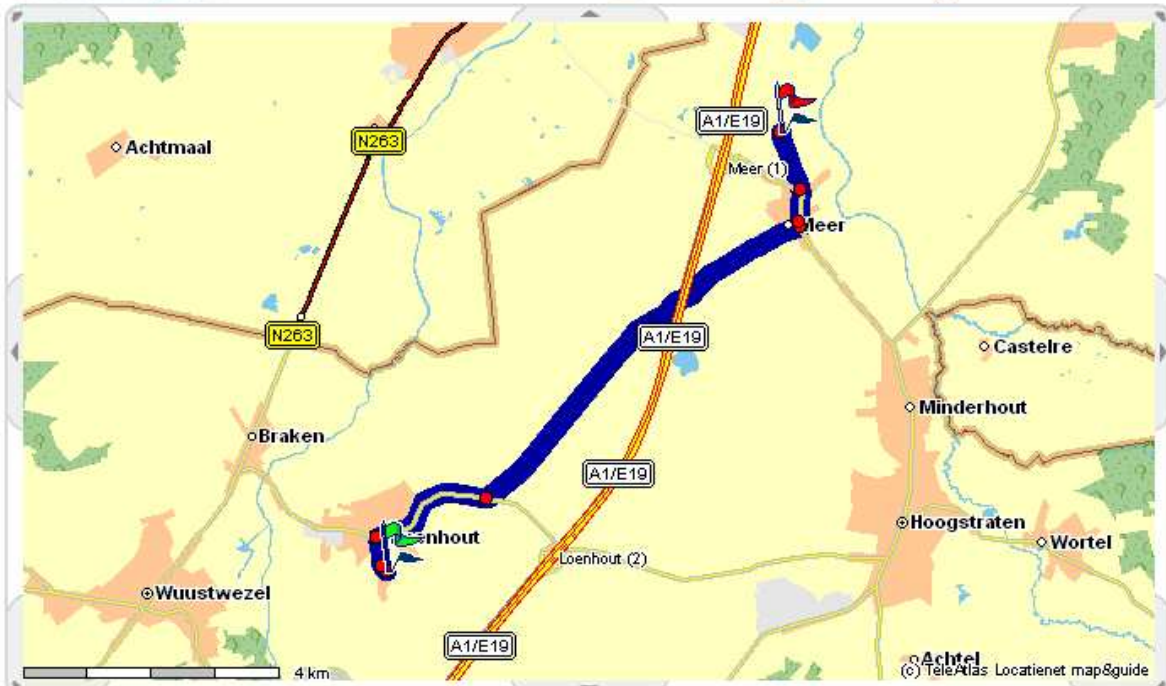 A1/E19
N263
Achtmaal
Meer (1)
Meer
N263
A1/E19
Castelre
Minderhout
Braken
A1/E19
Hoogstraten
enhout
Wortel
Loenhout (2)
Wuustwezel
A1/E19
Achtel
4 km
(c) TeleAtlas Locatienet map&guide